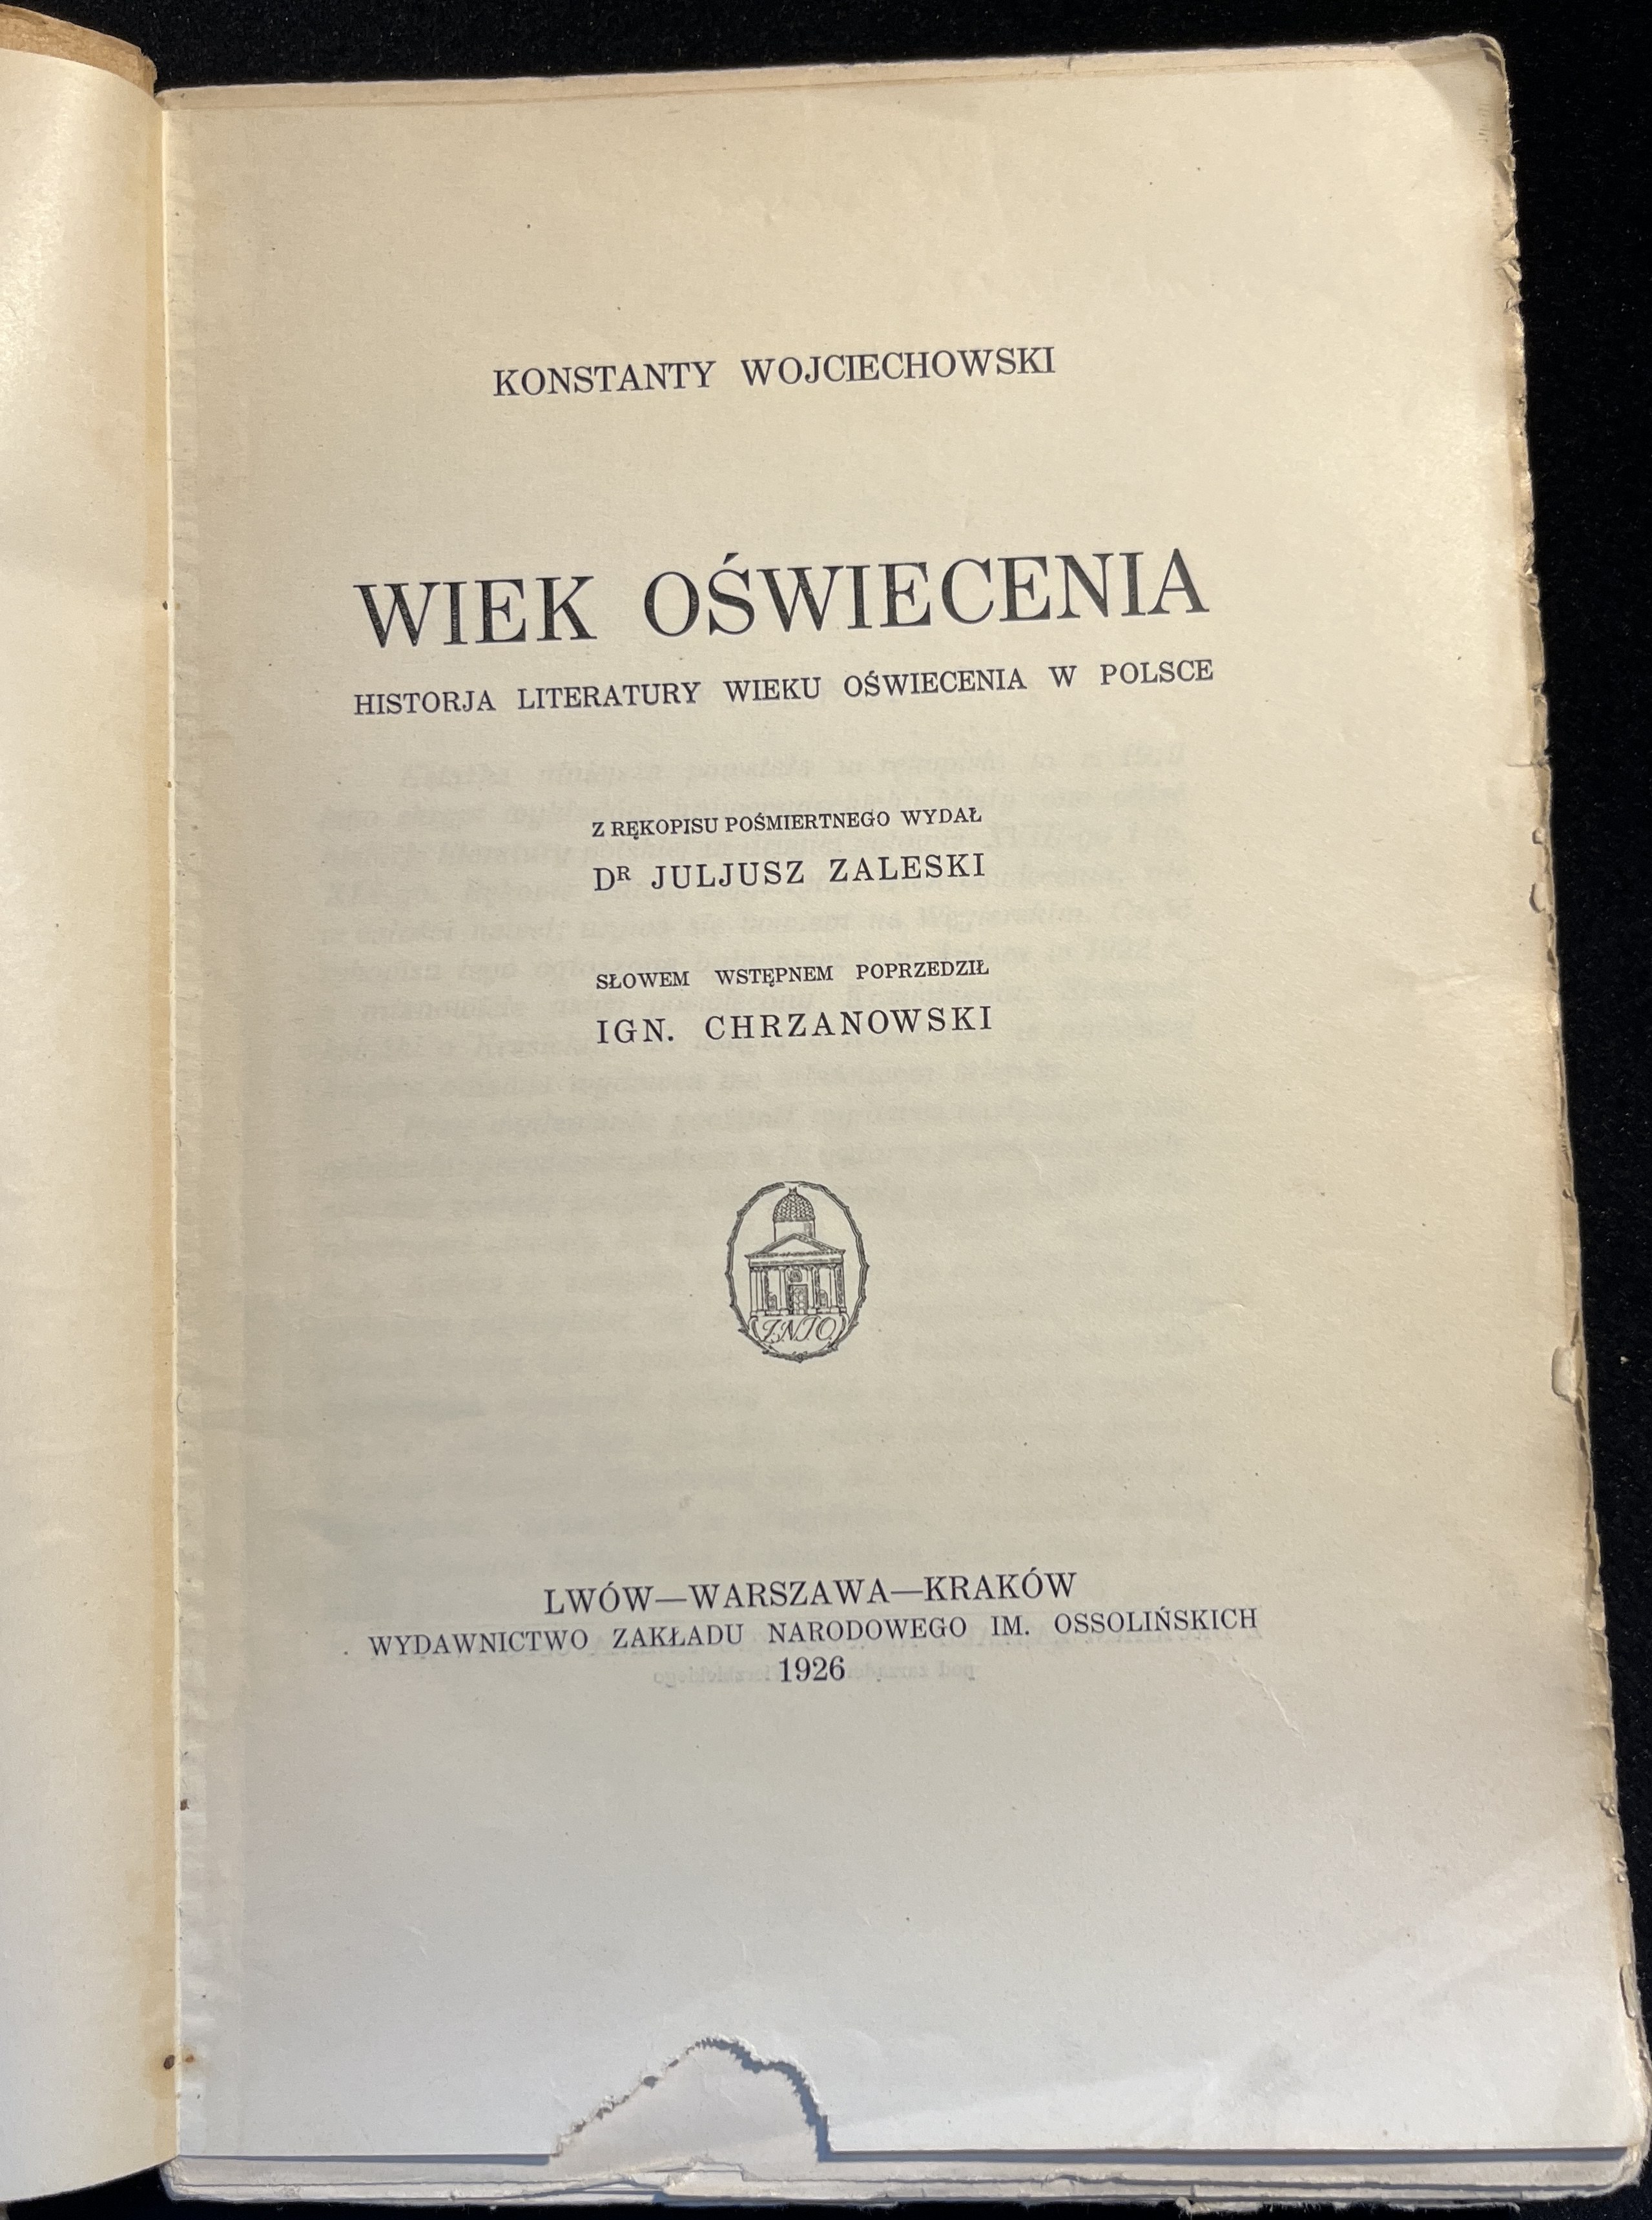 KONSTANTY WOJCIECHOWSKI
WIEK OŚWIECENIA
HISTORJA LITERATURY WIEKU OŚWIECENIA W POLSCE
Z RĘKOPISU POŚMIERTNEGO WYDAŁ
DR JULJUSZ ZALESKI
SŁOWEM WSTĘPNEM POPRZEDZIŁ
IGN. CHRZANOWSKI
ZNIO
LWÓW—WARSZAWA—KRAKÓW
WYDAWNICTWO ZAKŁADU NARODOWEGO IM. OSSOLIŃSKICH
1926